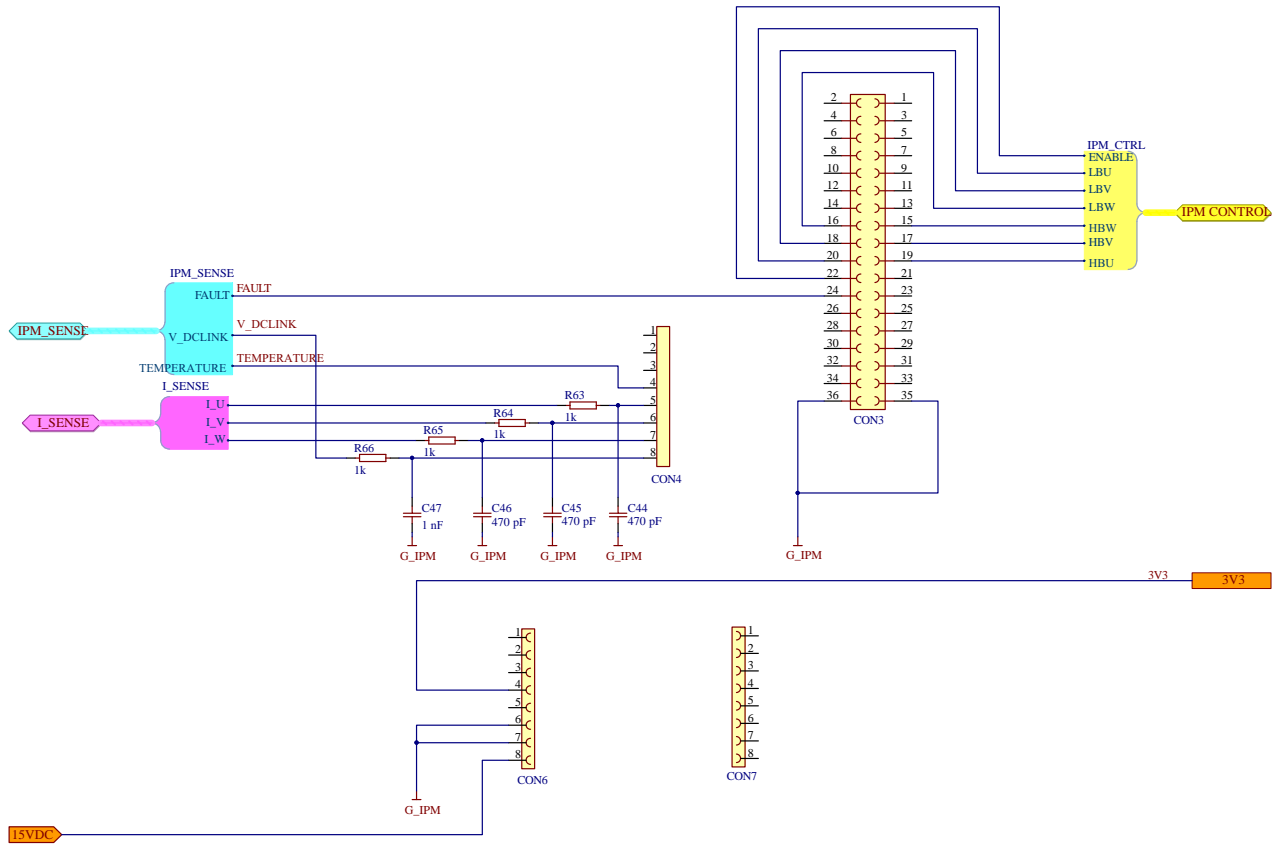 2 1
4 3
6 5
8 7
10 9
12 11
14 13
16 15
18 17
20 19
22 21
24 23
26 25
28 27
30 29
32 31
34 33
36 35
CON3
IPM_CTRL
ENABLE
LBU
LBV
LBW
HBW
HBV
HBU
IPM CONTROL
IPM_SENSE
FAULT
FAULT
V_DCLINK
V_DCLINK
TEMPERATURE
TEMPERATURE
IPM_SENSE
I_SENSE
I_U
I_V
I_W
I_SENSE
R63
1k
R64
1k
R65
1k
R66
1k
1
2
3
4
5
6
7
8
CON4
C47
1 nF
C46
470 pF
C45
470 pF
C44
470 pF
G_IPM
G_IPM
G_IPM
G_IPM
G_IPM
3V3
3V3
1
2
3
4
5
6
7
8
CON6
1
2
3
4
5
6
7
8
CON7
G_IPM
15VDC